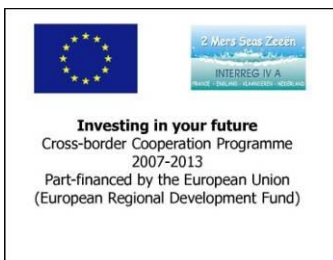 2 Mers Seas Zeeën
INTERREG IV A
FRANCE - ENGLAND - VLAANDEREN - NEDERLAND
Investing in your future
Cross-border Cooperation Programme
2007-2013
Part-financed by the European Union
(European Regional Development Fund)